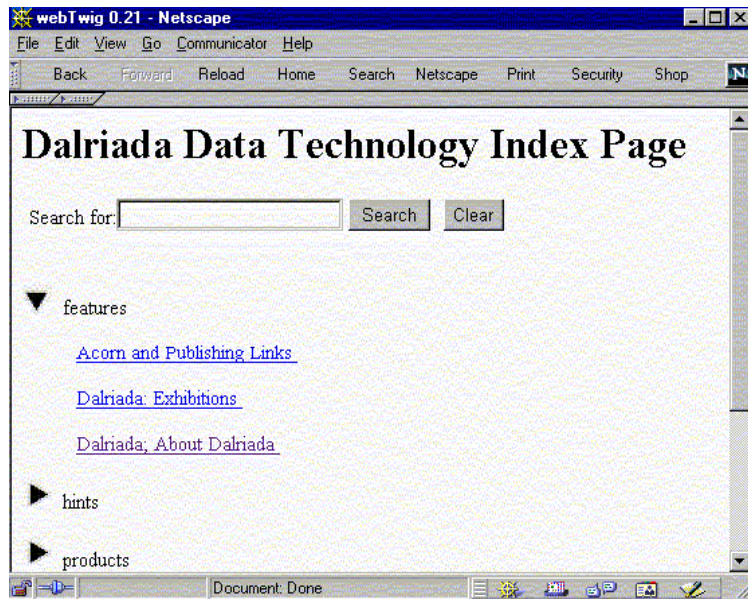 webTwig 0.21 - Netscape
File Edit View Go Communicator Help
Back Forward Reload Home Search Netscape Print Security Shop N
Dalriada Data Technology Index Page
Search for: Search Clear
features
Acorn and Publishing Links
Dalriada: Exhibitions
Dalriada; About Dalriada
hints
products
Document: Done